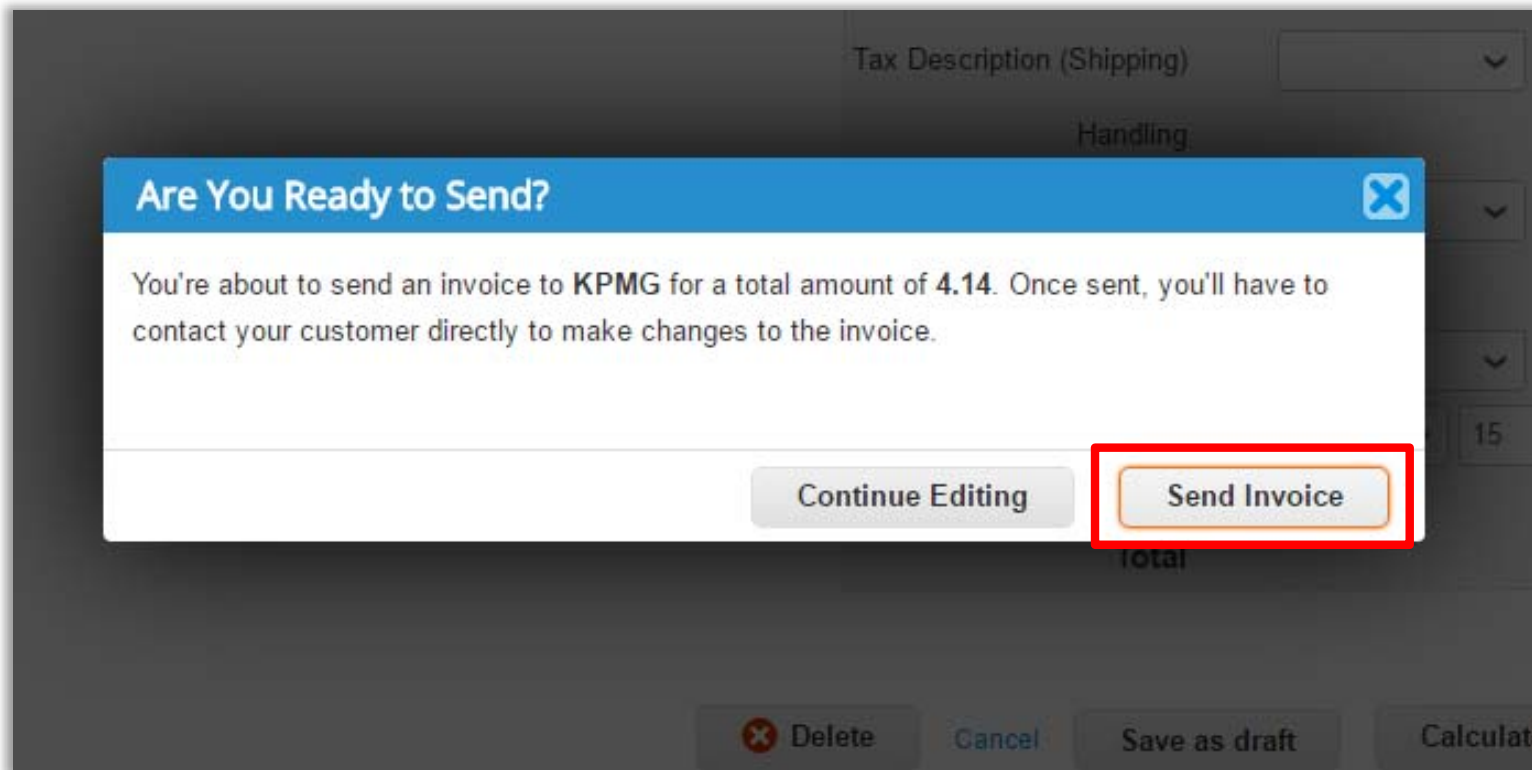 Tax Description (Shipping)
Handling
Are You Ready to Send?
You're about to send an invoice to KPMG for a total amount of 4.14. Once sent, you'll have to
contact your customer directly to make changes to the invoice.
15
Continue Editing
Send Invoice
Total
Delete
Cancel
Save as draft
Calculat